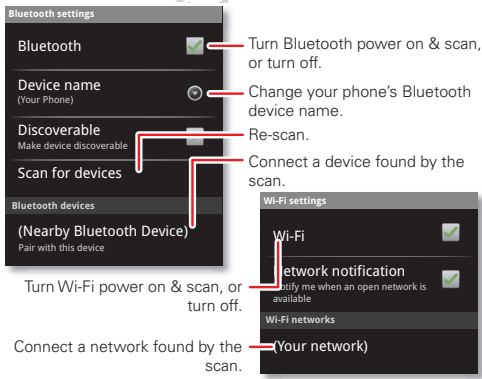 Bluetooth settings
Bluetooth
Device name
(Your Phone)
Discoverable
Make device discoverable
Scan for devices
Bluetooth devices
(Nearby Bluetooth Device)
Pair with this device
Turn Bluetooth power on & scan,
or turn off.
Change your phone's Bluetooth
device name.
Re-scan.
Connect a device found by the
scan.
Wi-Fi settings
Wi-Fi
Network notification
Notify me when an open network is
available
Wi-Fi networks
(Your network)
Turn Wi-Fi power on & scan, or
turn off.
Connect a network found by the
scan.